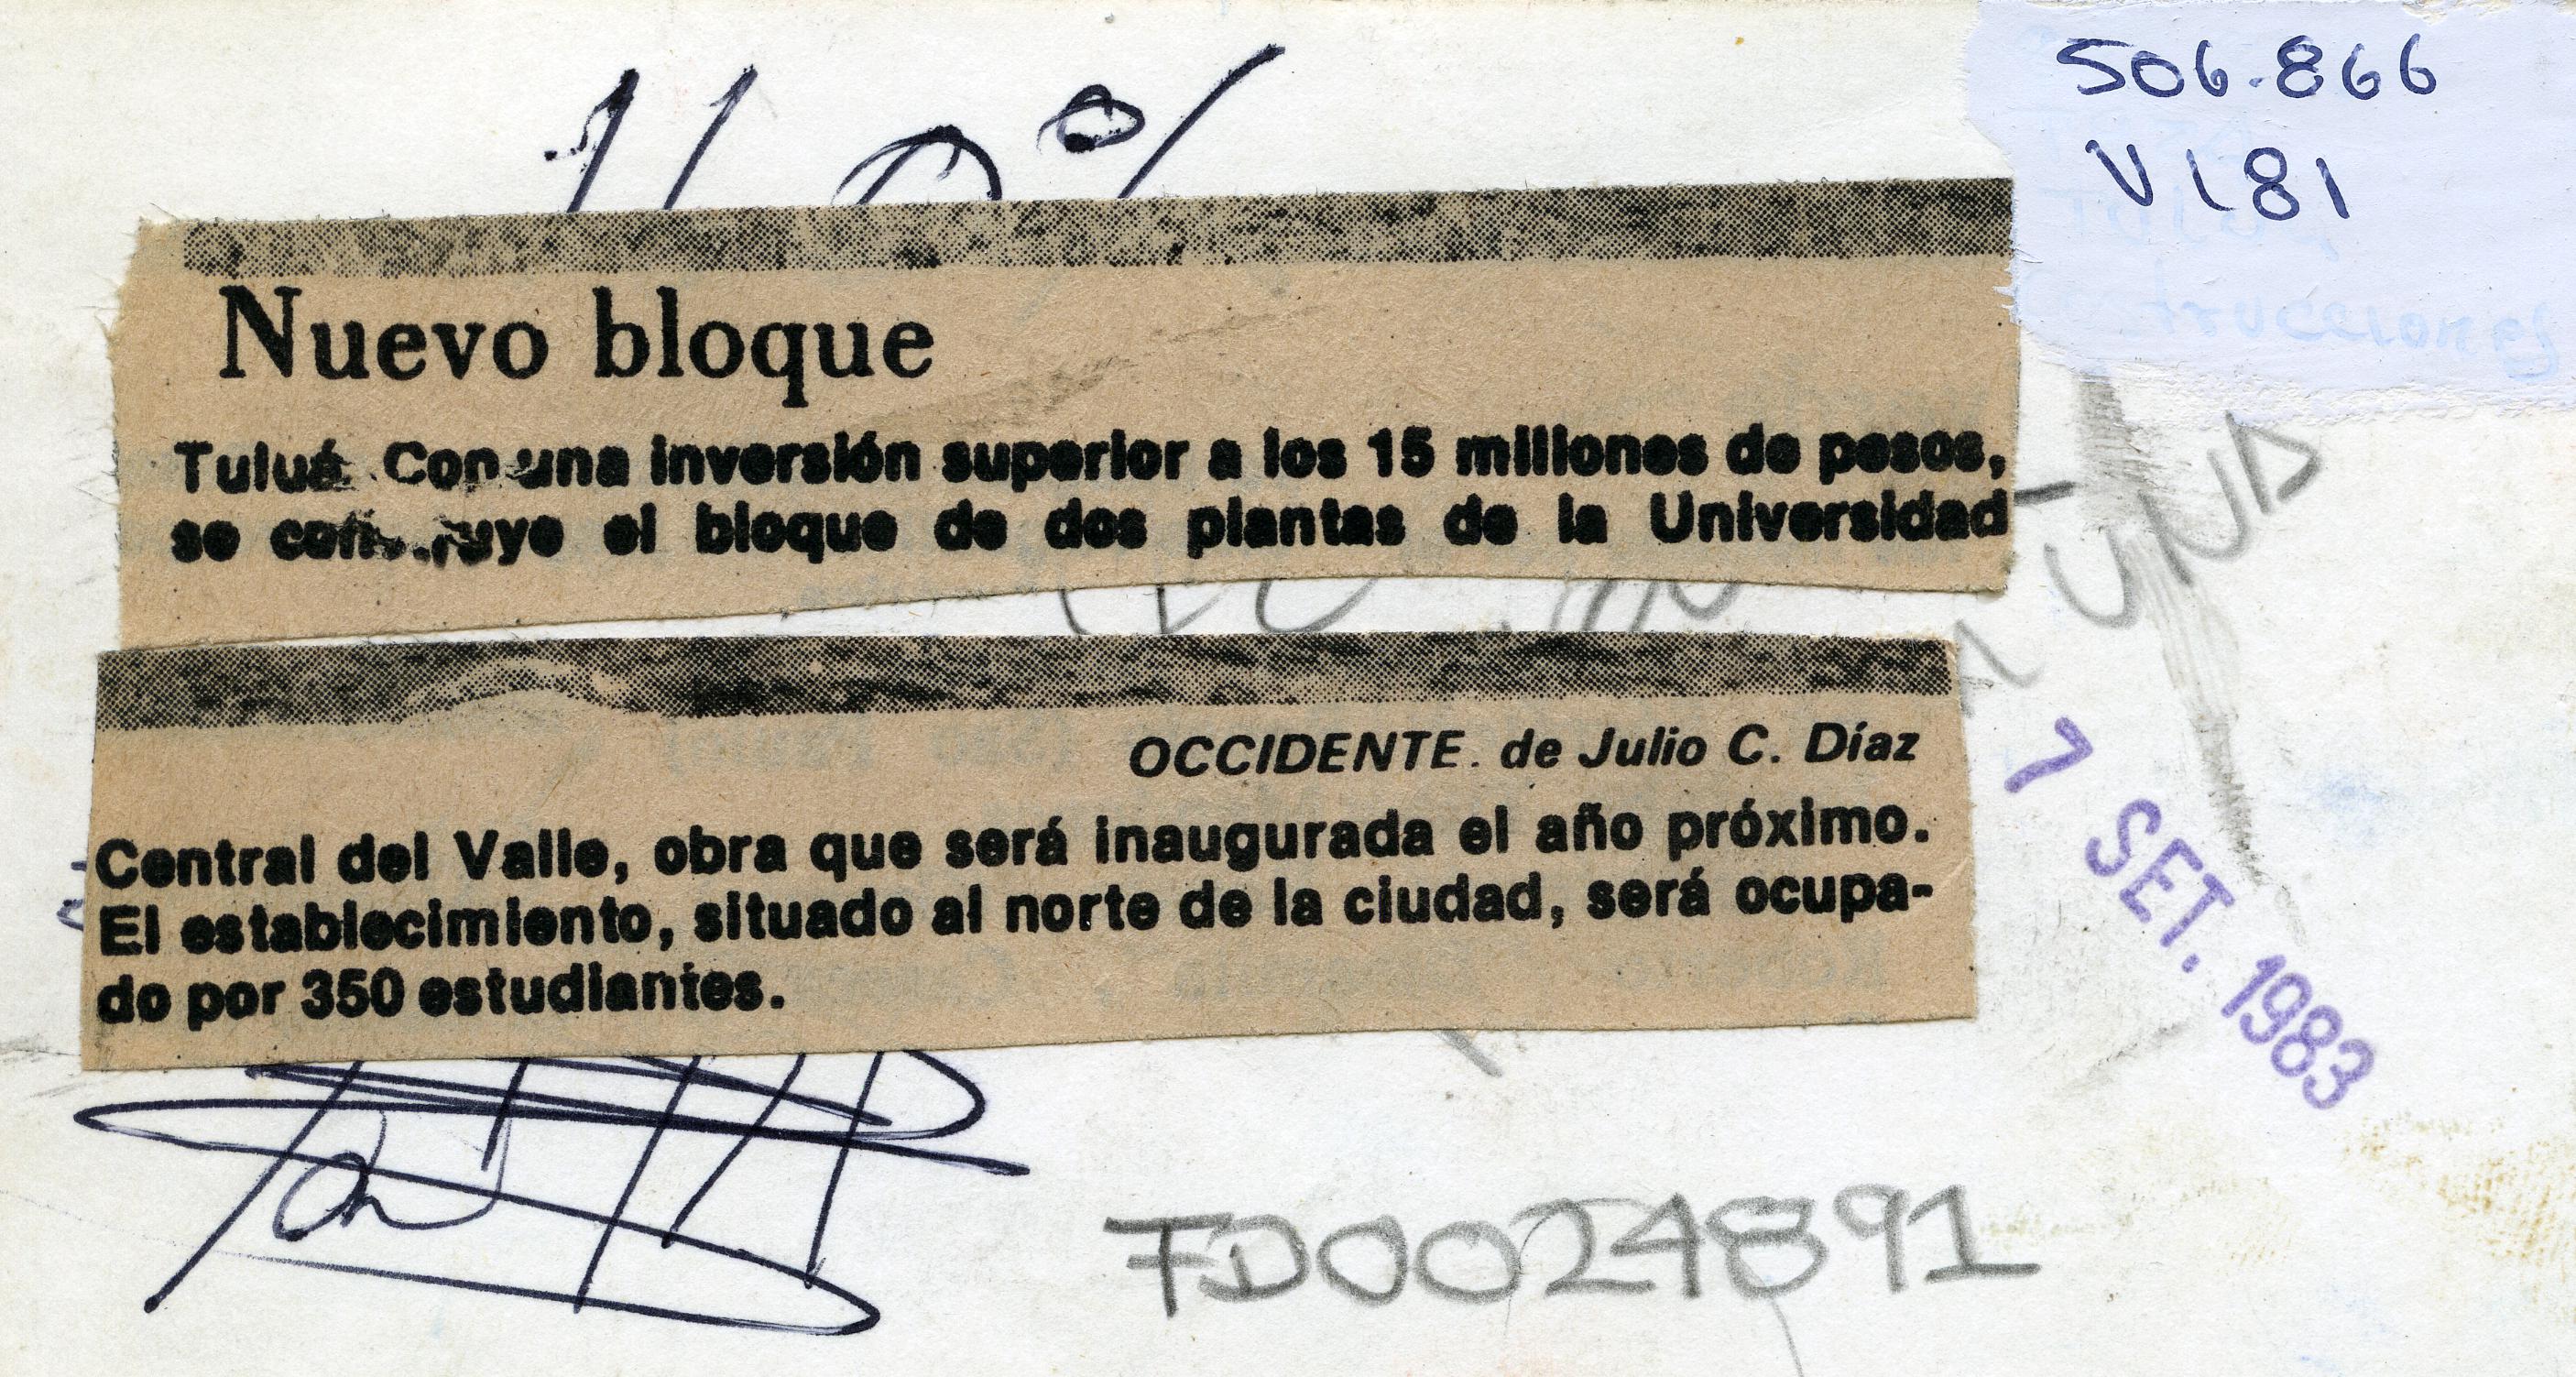 506.866
V181
110%
Nuevo bloque
Tuluá. Con una inversión superior a los 15 millones de pesos,
se construye el bloque de dos plantas de la Universidad
OCCIDENTE. de Julio C. Díaz
Central del Valle, obra que será inaugurada el año próximo.
El establecimiento, situado al norte de la ciudad, será ocupa-
do por 350 estudiantes.
7 SET. 1983
FD0024891